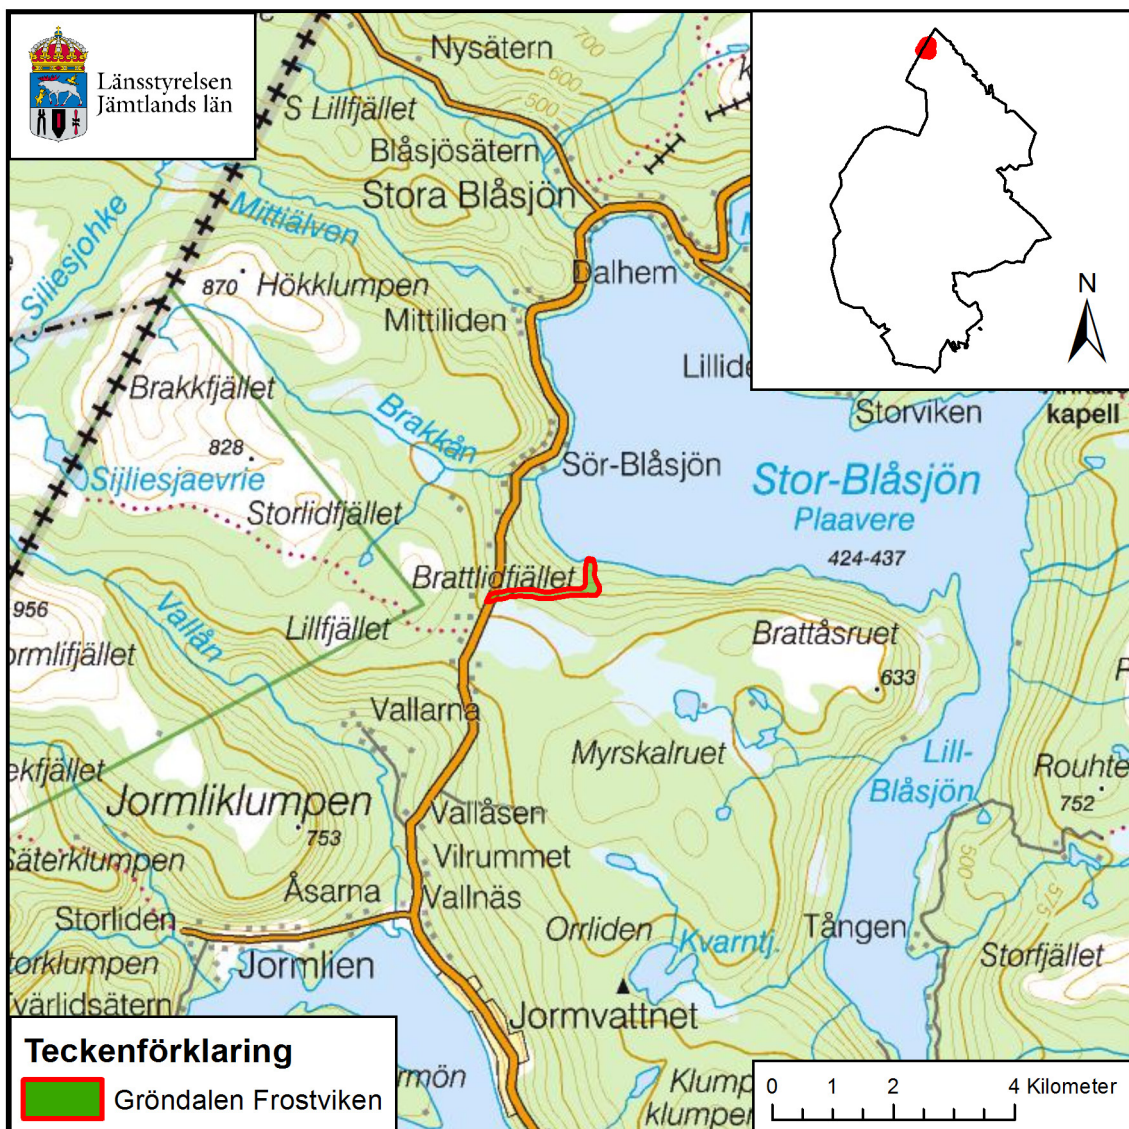 Länsstyrelsen
Jämtlands län
Nysätern
700
600
500
S Lillfjället
Blåsjösätern
Stora Blåsjön
Mittiälven
Siliesjohke
870
Hökklumpen
Dalhem
Mittiliden
N
Brakkfjället
Storviken
kapell
Brakkån
828
Sijliesjaevrie
Sör-Blåsjön
Stor-Blåsjön
Plaavere
Storlidfjället
424-437
Brattlidfjället
956
Vallån
Lillfjället
Brattåsruet
633
ormlifjället
Vallarna
Myrskalruet
Lill-
Blåsjön
ekfjället
Rouhte
752
Jormliklumpen
753
Vallåsen
Säterklumpen
Vilrummet
500
575
Åsarna
Vallnäs
Storliden
Orrliden
Kvarntj.
Tången
Storfjället
torklumpen
Jormlien
värlidsätern
Jormvattnet
Teckenförklaring
Gröndalen Frostviken
rmön
Klump
klumpen
0 1 2 4 Kilometer